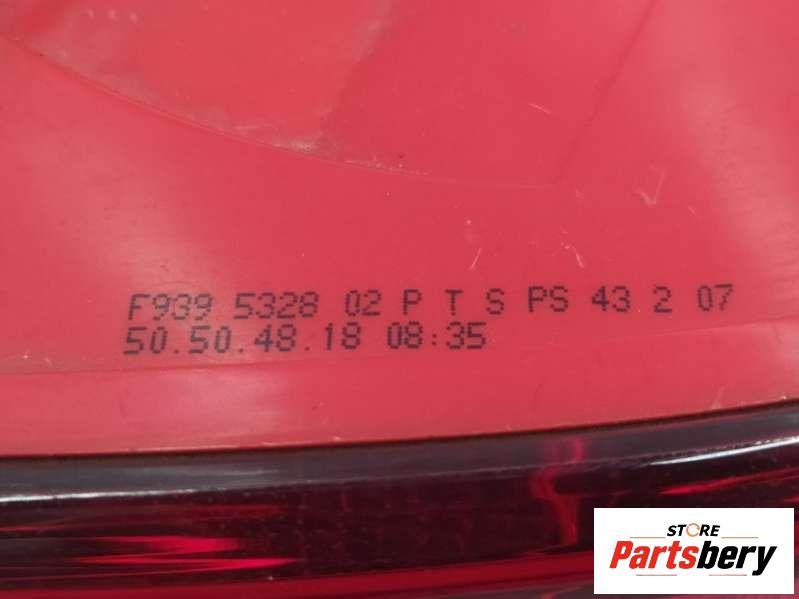 F939 5328 02 P T S PS 43 2 07
50.50.48.18 08:35
STORE
Partsbery